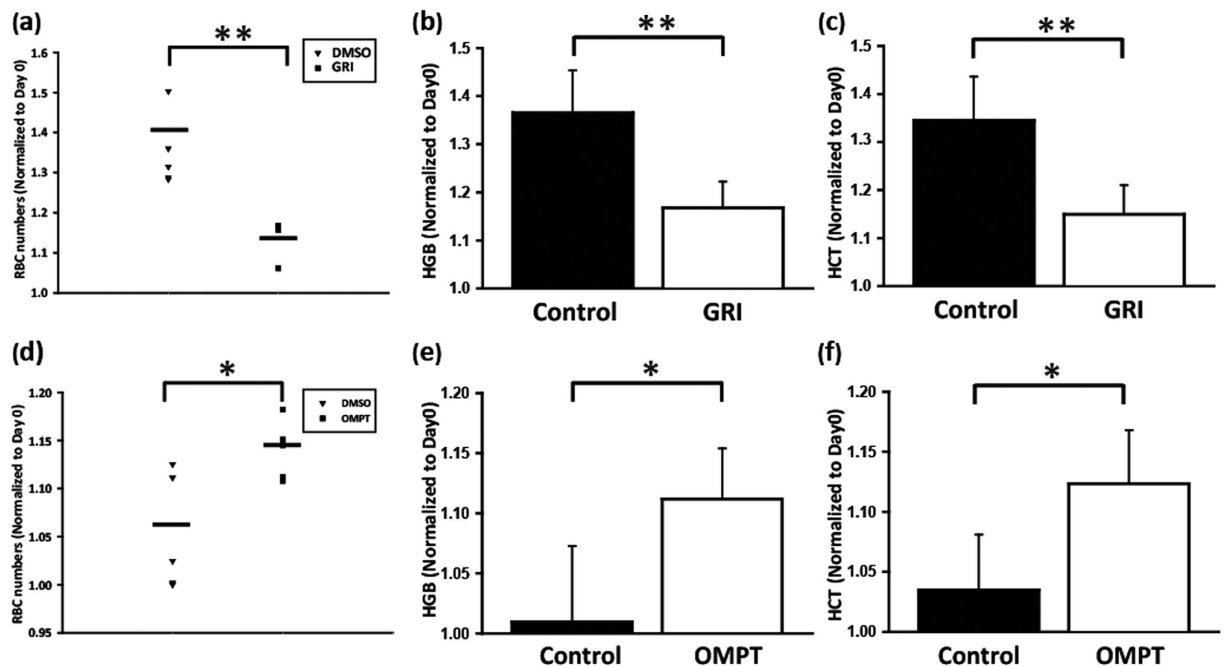 (a)
**
RBC numbers (Normalized to Day 0)
1.6
1.5
1.4
1.3
1.2
1.1
1.0
DMSO
GRI
(b)
**
HGB (Normalized to Day0)
1.5
1.4
1.3
1.2
1.1
1.0
Control GRI
(c)
**
HCT (Normalized to Day0)
1.5
1.4
1.3
1.2
1.1
1.0
Control GRI
(d)
*
RBC numbers (Normalized to Day 0)
1.20
1.15
1.10
1.05
1.00
0.95
DMSO
OMPT
(e)
*
HGB (Normalized to Day0)
1.20
1.15
1.10
1.05
1.00
Control OMPT
(f)
*
HCT (Normalized to Day0)
1.20
1.15
1.10
1.05
1.00
Control OMPT